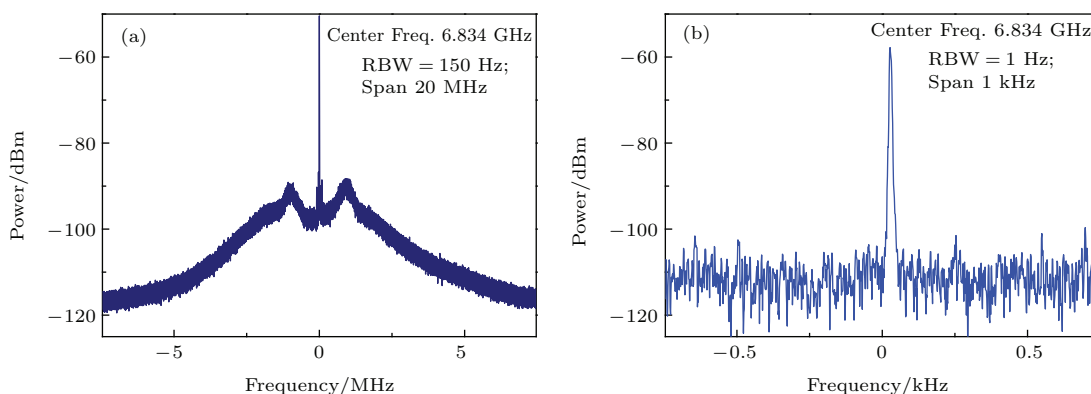 (a)
Center Freq. 6.834 GHz
RBW = 150 Hz;
Span 20 MHz
Power/dBm
−60
−80
−100
−120
−5
0
5
Frequency/MHz
(b)
Center Freq. 6.834 GHz
RBW = 1 Hz;
Span 1 kHz
Power/dBm
−60
−80
−100
−120
−0.5
0
0.5
Frequency/kHz